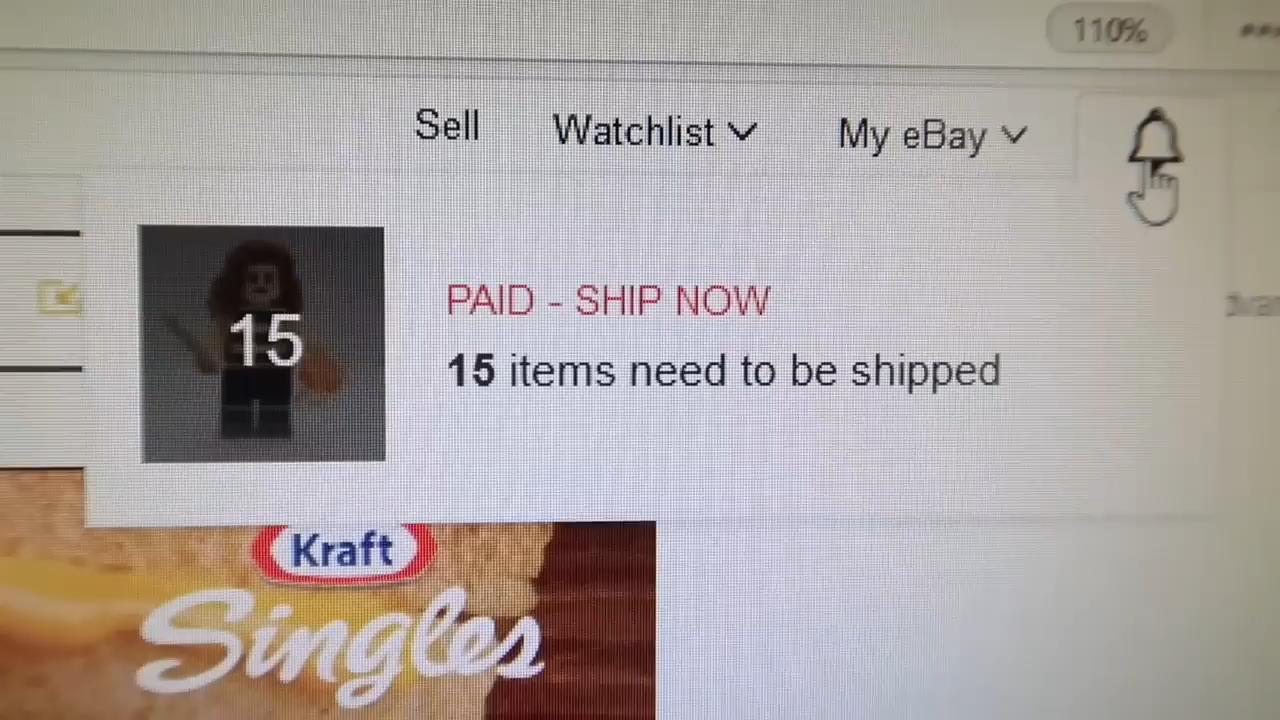 110%
Sell
Watchlist
My eBay
15
PAID - SHIP NOW
15 items need to be shipped
Kraft
Singles